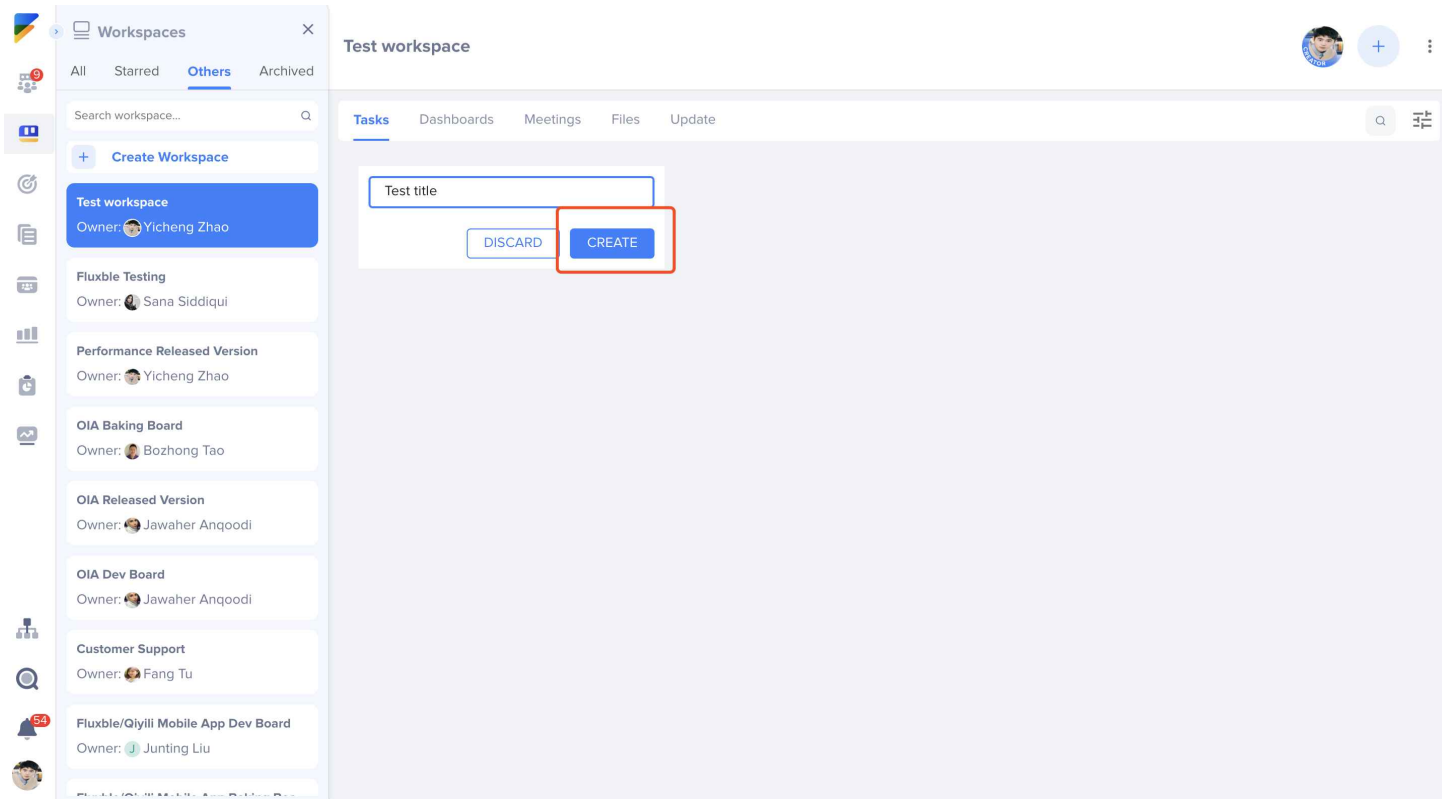 Workspaces
All Starred Others Archived
Search workspace...
Create Workspace
Test workspace
Owner: Yicheng Zhao
Fluxble Testing
Owner: Sana Siddiqui
Performance Released Version
Owner: Yicheng Zhao
OIA Baking Board
Owner: Bozhong Tao
OIA Released Version
Owner: Jawaher Anqoodi
OIA Dev Board
Owner: Jawaher Anqoodi
Customer Support
Owner: Fang Tu
Fluxble/Qiyili Mobile App Dev Board
Owner: J Junting Liu
9
54
Test workspace
CREATOR
Tasks Dashboards Meetings Files Update
Test title
DISCARD CREATE